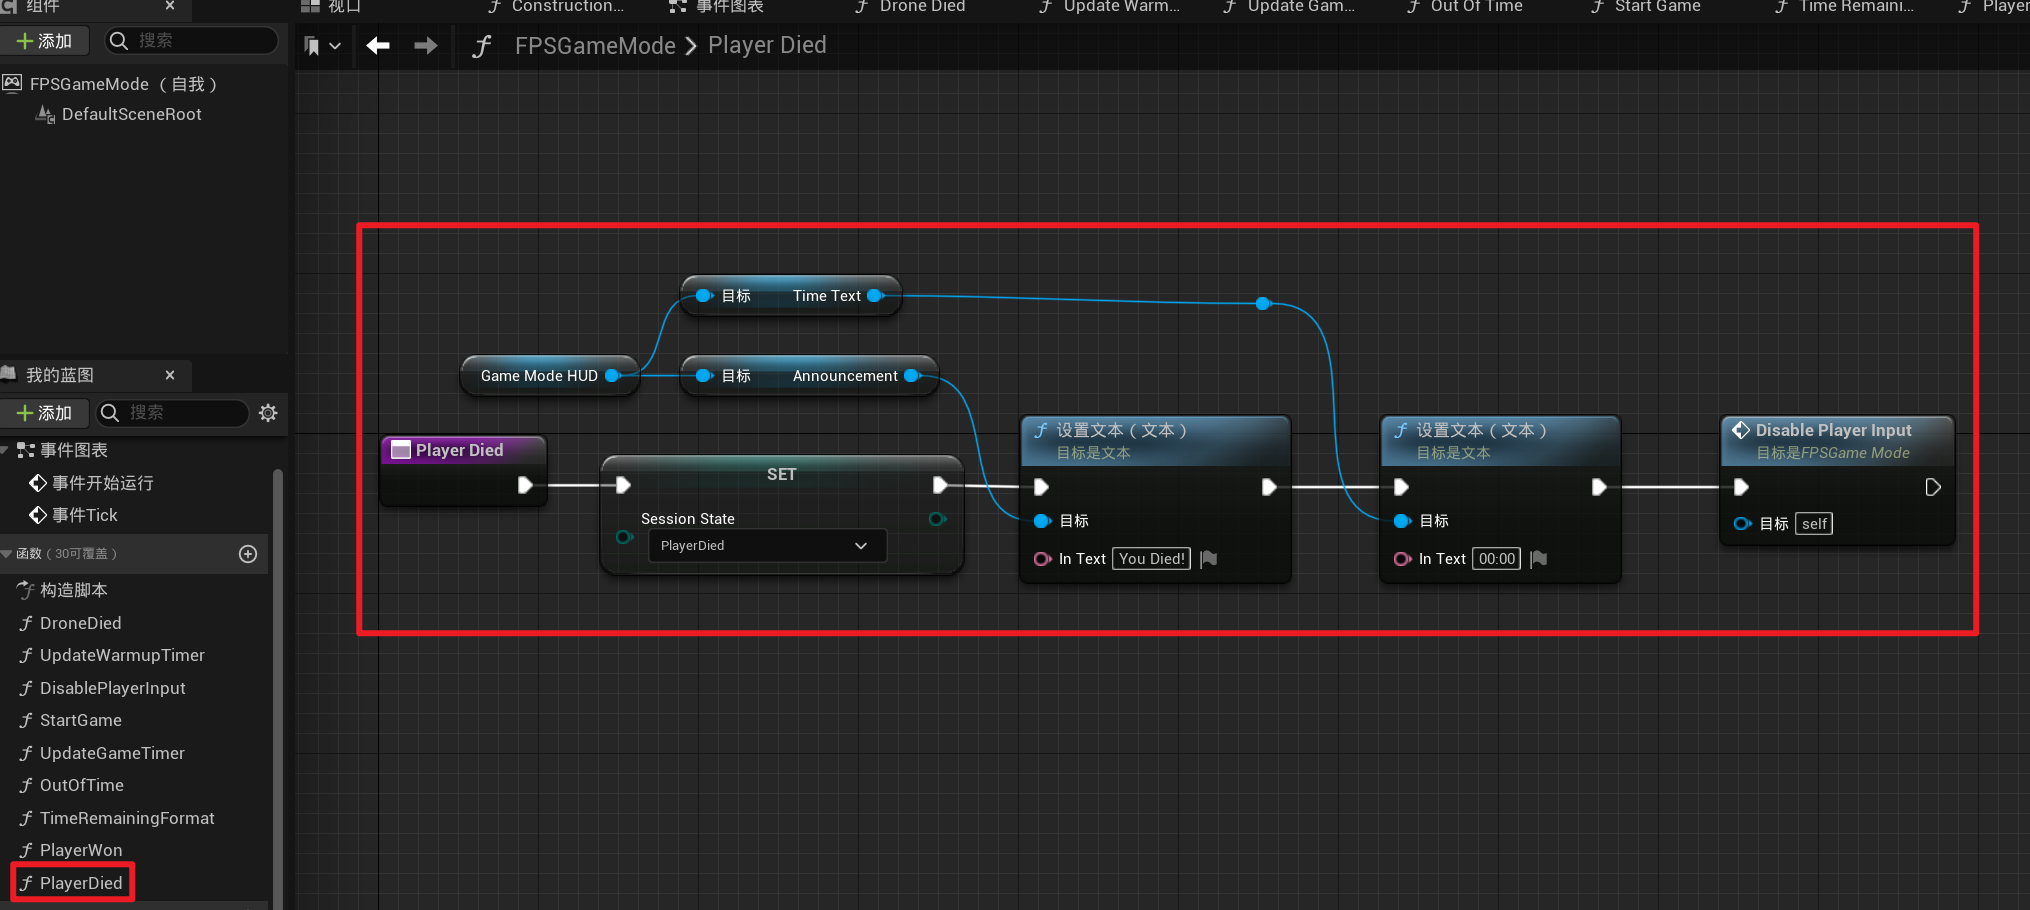 组件
视口
Construction...
事件图表
Drone Died
Update Warm...
Update Gam...
Out Of Time
Start Game
Time Remaini...
Player
添加
搜索
FPSGameMode
Player Died
FPSGameMode （自我）
DefaultSceneRoot
目标 Time Text
Game Mode HUD
目标 Announcement
我的蓝图
添加
搜索
事件图表
事件开始运行
事件Tick
函数（30可覆盖）
构造脚本
DroneDied
UpdateWarmupTimer
DisablePlayerInput
StartGame
UpdateGameTimer
OutOfTime
TimeRemainingFormat
PlayerWon
PlayerDied
Player Died
SET
Session State
PlayerDied
设置文本（文本）
目标是文本
目标
In Text You Died!
设置文本（文本）
目标是文本
目标
In Text 00:00
Disable Player Input
目标是FPSGame Mode
目标 self